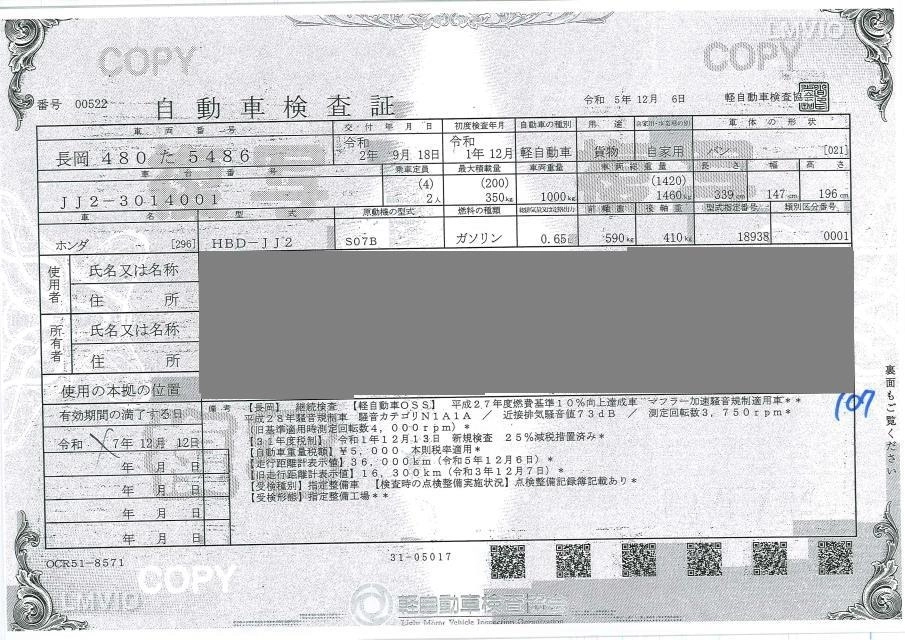 COPY
LMVIO
COPY
番号 00522
自動車検査証
令和 5年12月 6日
軽自動車検査協会
車両番号 交付年月日 初度検査年月 自動車の種別 用途 自家用・事業用の別 車体の形状
長岡 480 た 5486 令和 2年 9月 18日 令和 1年 12月 軽自動車 貨物 自家用 バン [021]
車台番号 乗車定員 最大積載量 車両重量 車両総重量 長さ 幅 高さ
(4) (200) (1420)
JJ2-3014001 2人 350kg 1000kg 1460kg 339cm 147cm 196cm
車名 型式 原動機の型式 燃料の種類 前軸重 後軸重 型式指定番号 類別区分番号
ホンダ [296] HBD-JJ2 S07B ガソリン 0.65 590kg 410kg 18938 0001
使用者
氏名又は名称
住所
所有者
氏名又は名称
住所
使用の本拠の位置
有効期間の満了する日
令和 7年 12月 12日
年 月 日
年 月 日
年 月 日
年 月 日
備考
【長岡】 継続検査 【軽自動車OSS】 平成27年度燃費基準10%向上達成車 マフラー加速騒音規制適用車**
平成28年騒音規制車 騒音カテゴリN1A1A / 近接排気騒音値73dB / 測定回転数3,750rpm*
(旧基準適用時測定回転数4,000rpm)*
【31年度税制】 令和1年12月13日 新規検査 25%減税措置済み*
【自動車重量税額】¥5,000 本則税率適用*
【走行距離計表示値】36,000km(令和5年12月6日)*
【旧走行距離計表示値】16,300km(令和3年12月7日)*
【受検種別】指定整備車 【検査時の点検整備実施状況】点検整備記録簿記載あり*
【受検形態】指定整備工場**
裏面もご覧ください
107
OCR51-8571
31-05017
COPY
LMVIO
軽自動車検査協会
Light Motor Vehicle Inspection Organization